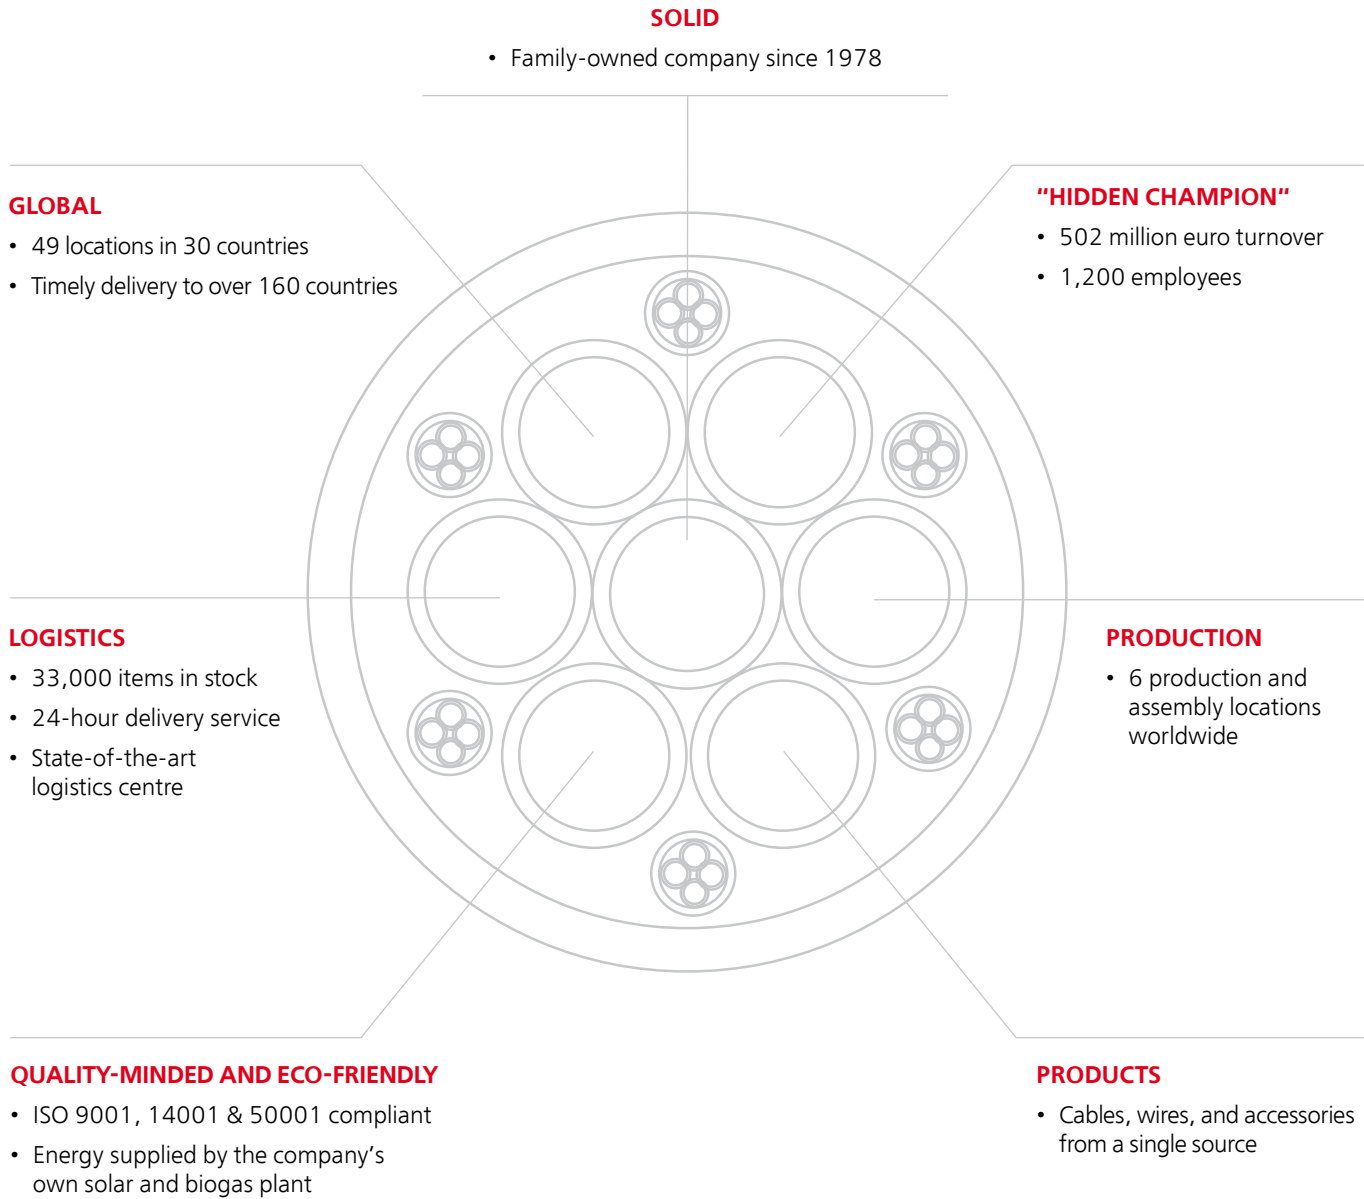 SOLID
• Family-owned company since 1978
GLOBAL
• 49 locations in 30 countries
• Timely delivery to over 160 countries
“HIDDEN CHAMPION“
• 502 million euro turnover
• 1,200 employees
LOGISTICS
• 33,000 items in stock
• 24-hour delivery service
• State-of-the-art
logistics centre
PRODUCTION
• 6 production and
assembly locations
worldwide
QUALITY-MINDED AND ECO-FRIENDLY
• ISO 9001, 14001 & 50001 compliant
• Energy supplied by the company’s
own solar and biogas plant
PRODUCTS
• Cables, wires, and accessories
from a single source